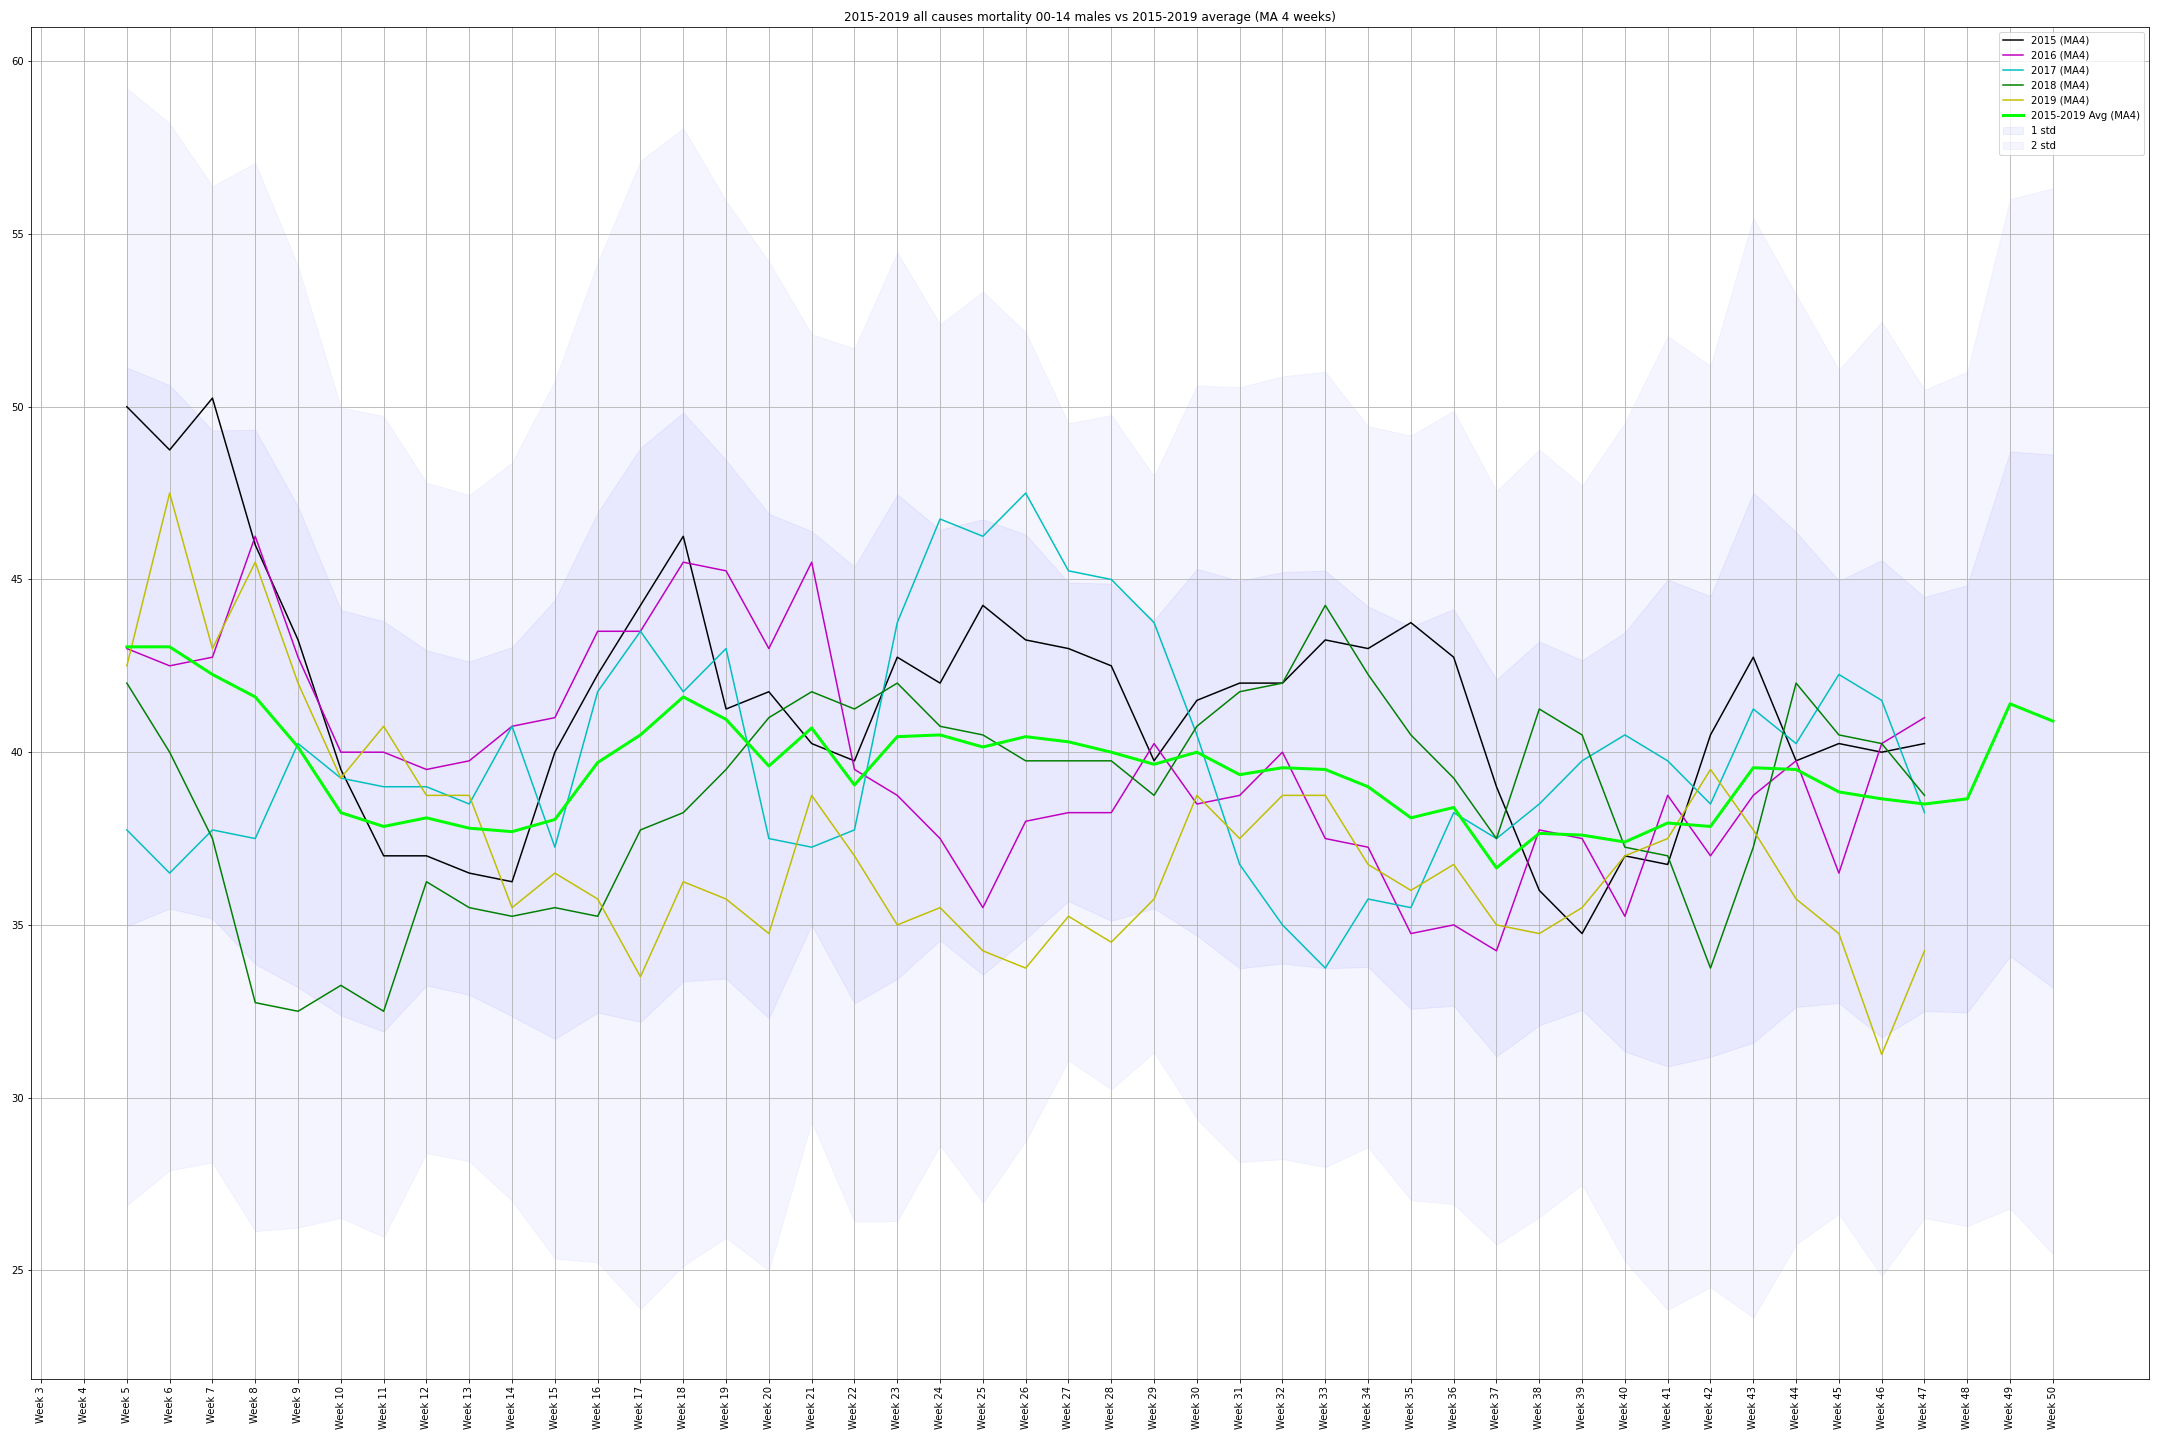 2015-2019 all causes mortality 00-14 males vs 2015-2019 average (MA 4 weeks)
2015 (MA4)
2016 (MA4)
2017 (MA4)
2018 (MA4)
2019 (MA4)
2015-2019 Avg (MA4)
1 std
2 std
60
55
50
45
40
35
30
25
Week 3
Week 4
Week 5
Week 6
Week 7
Week 8
Week 9
Week 10
Week 11
Week 12
Week 13
Week 14
Week 15
Week 16
Week 17
Week 18
Week 19
Week 20
Week 21
Week 22
Week 23
Week 24
Week 25
Week 26
Week 27
Week 28
Week 29
Week 30
Week 31
Week 32
Week 33
Week 34
Week 35
Week 36
Week 37
Week 38
Week 39
Week 40
Week 41
Week 42
Week 43
Week 44
Week 45
Week 46
Week 47
Week 48
Week 49
Week 50